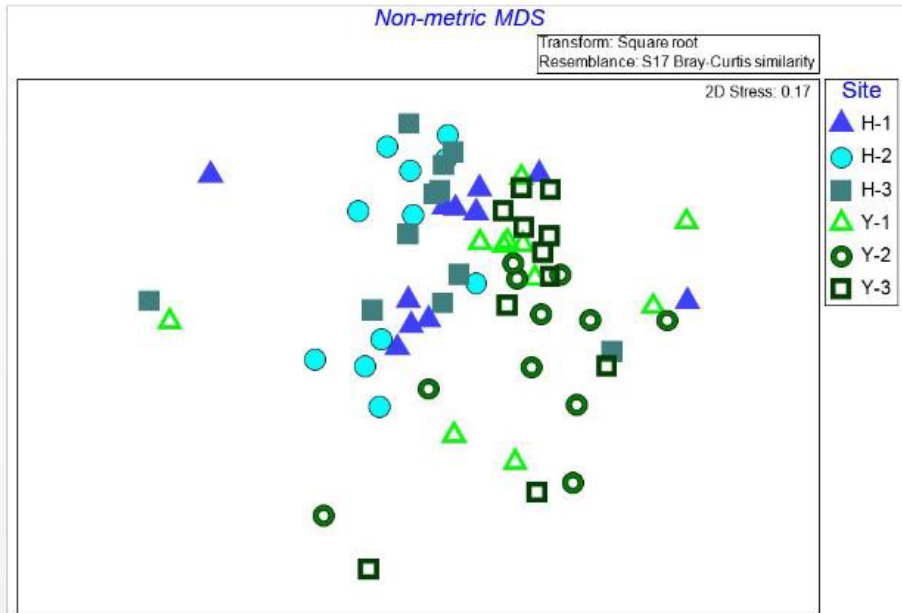 Non-metric MDS
Transform: Square root
Resemblance: S17 Bray-Curtis similarity
2D Stress: 0.17
Site
H-1
H-2
H-3
Y-1
Y-2
Y-3